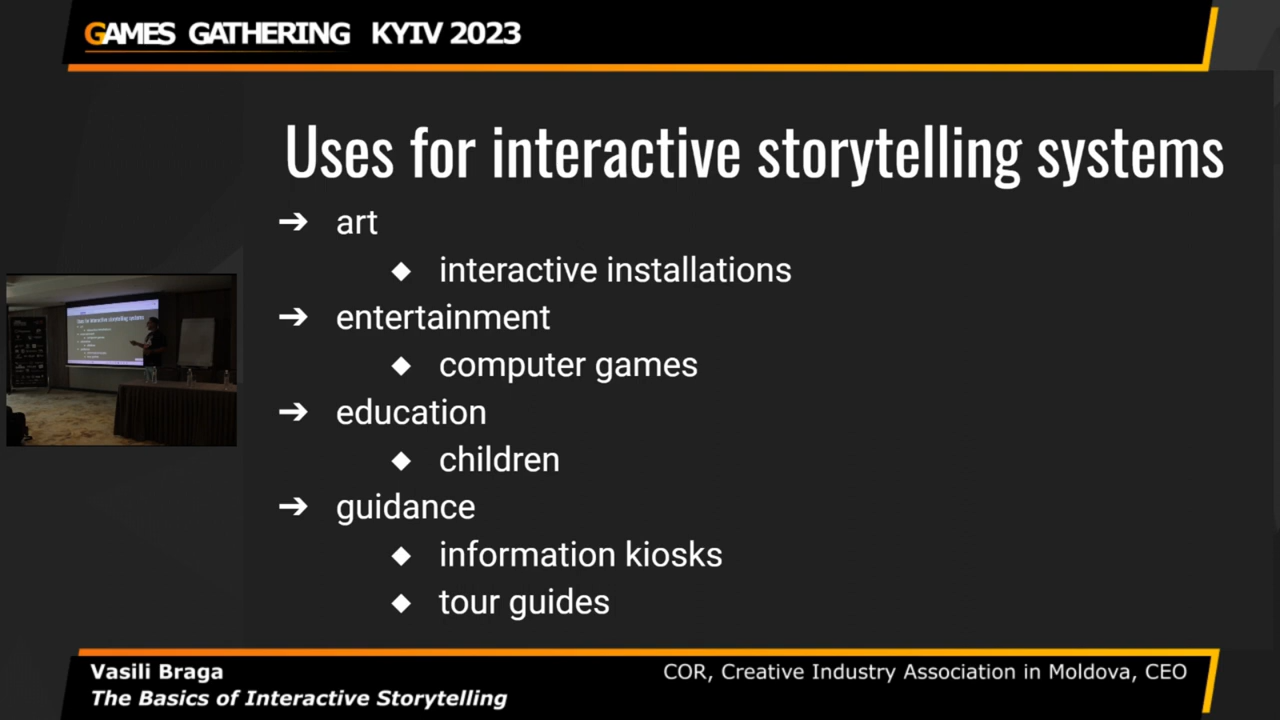 GAMES GATHERING KYIV 2023
Uses for interactive storytelling systems
➔ art
◆ interactive installations
➔ entertainment
◆ computer games
➔ education
◆ children
➔ guidance
◆ information kiosks
◆ tour guides
Vasili Braga
The Basics of Interactive Storytelling
COR, Creative Industry Association in Moldova, CEO